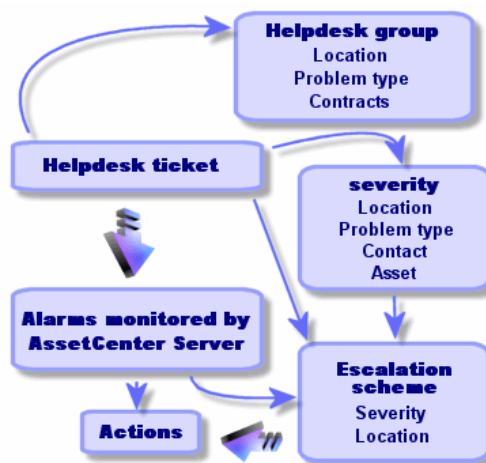 Helpdesk group
Location
Problem type
Contracts
Helpdesk ticket
severity
Location
Problem type
Contact
Asset
Alarms monitored by
AssetCenter Server
Escalation
scheme
Severity
Location
Actions